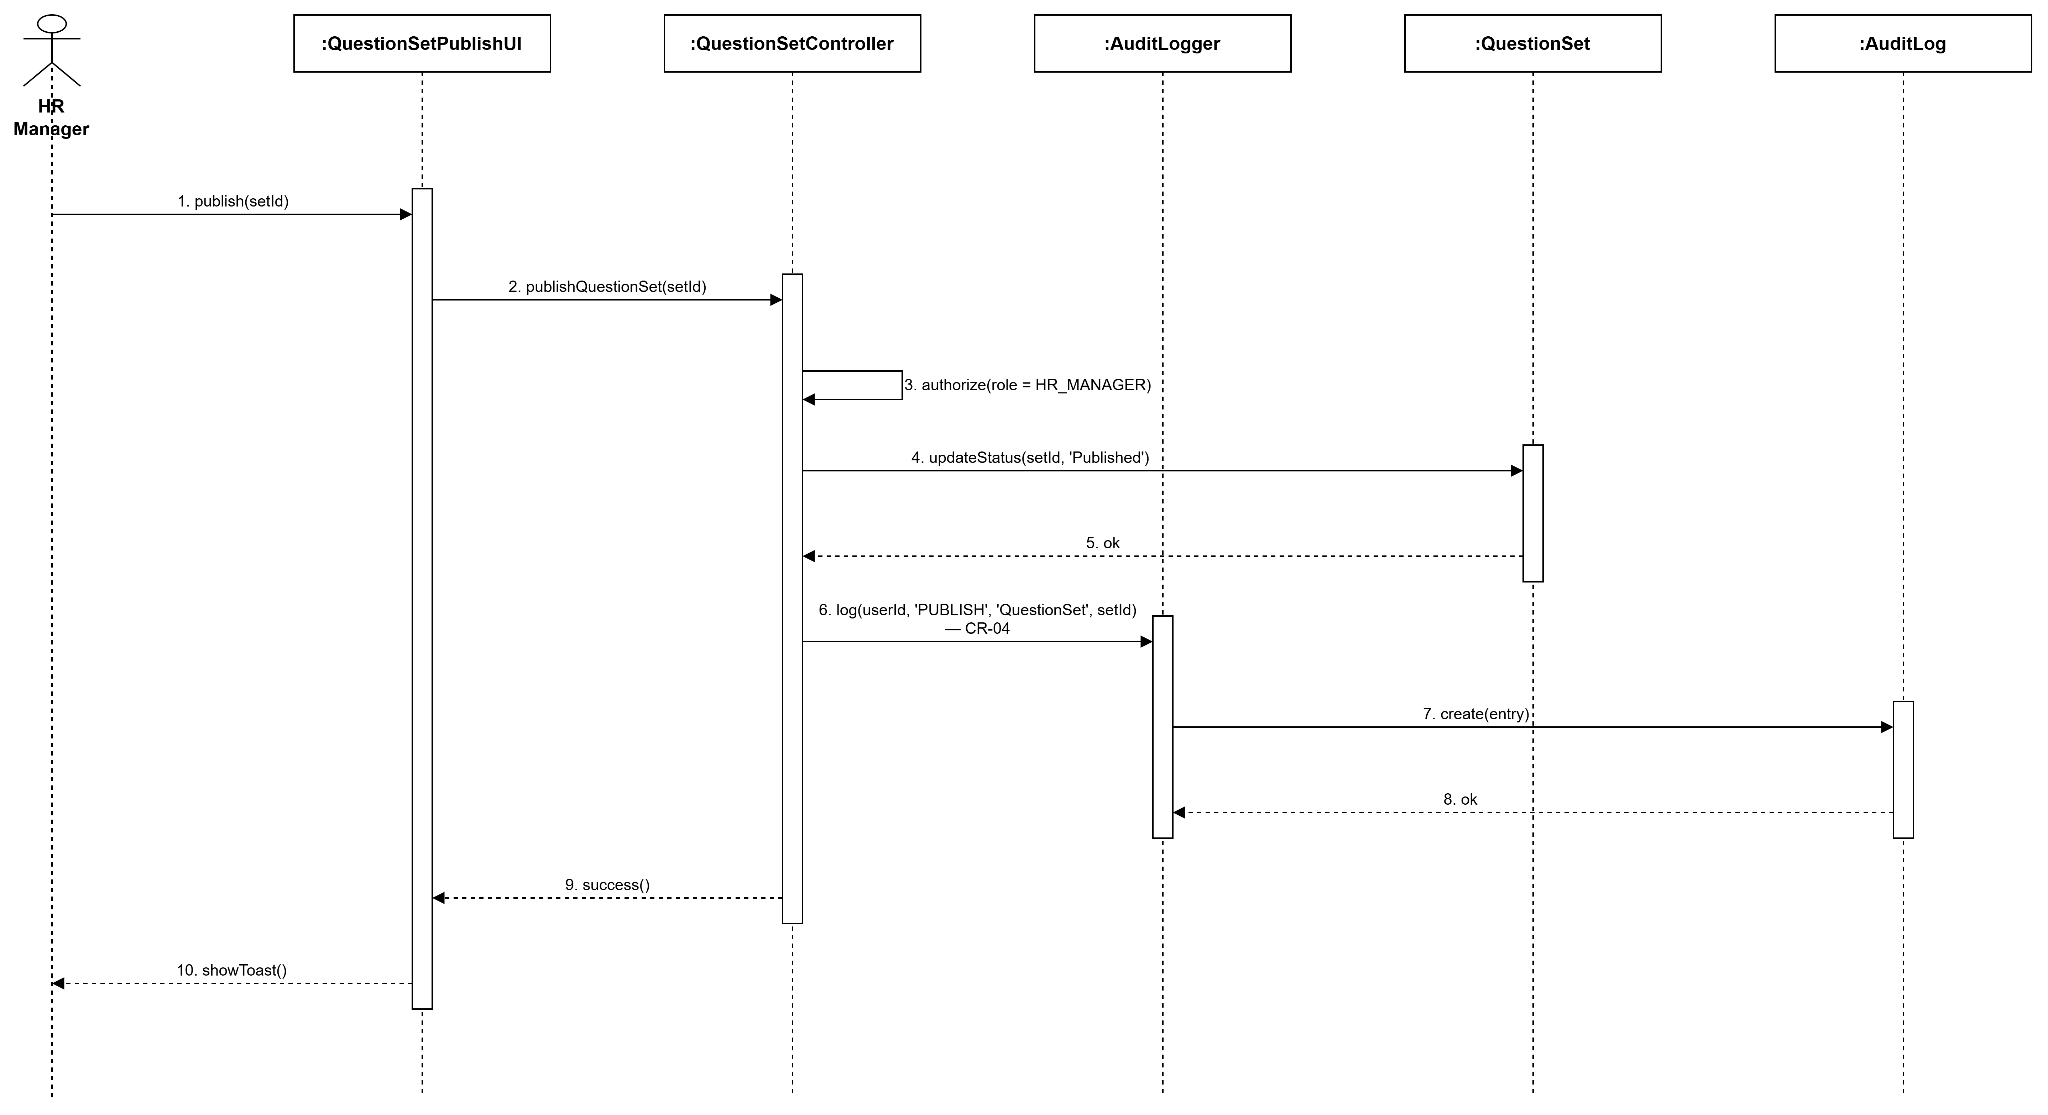 :QuestionSetPublishUI
:QuestionSetController
:AuditLogger
:QuestionSet
:AuditLog
HR
Manager
1. publish(setId)
2. publishQuestionSet(setId)
3. authorize(role = HR_MANAGER)
4. updateStatus(setId, 'Published')
5. ok
6. log(userId, 'PUBLISH', 'QuestionSet', setId)
— CR-04
7. create(entry)
8. ok
9. success()
10. showToast()